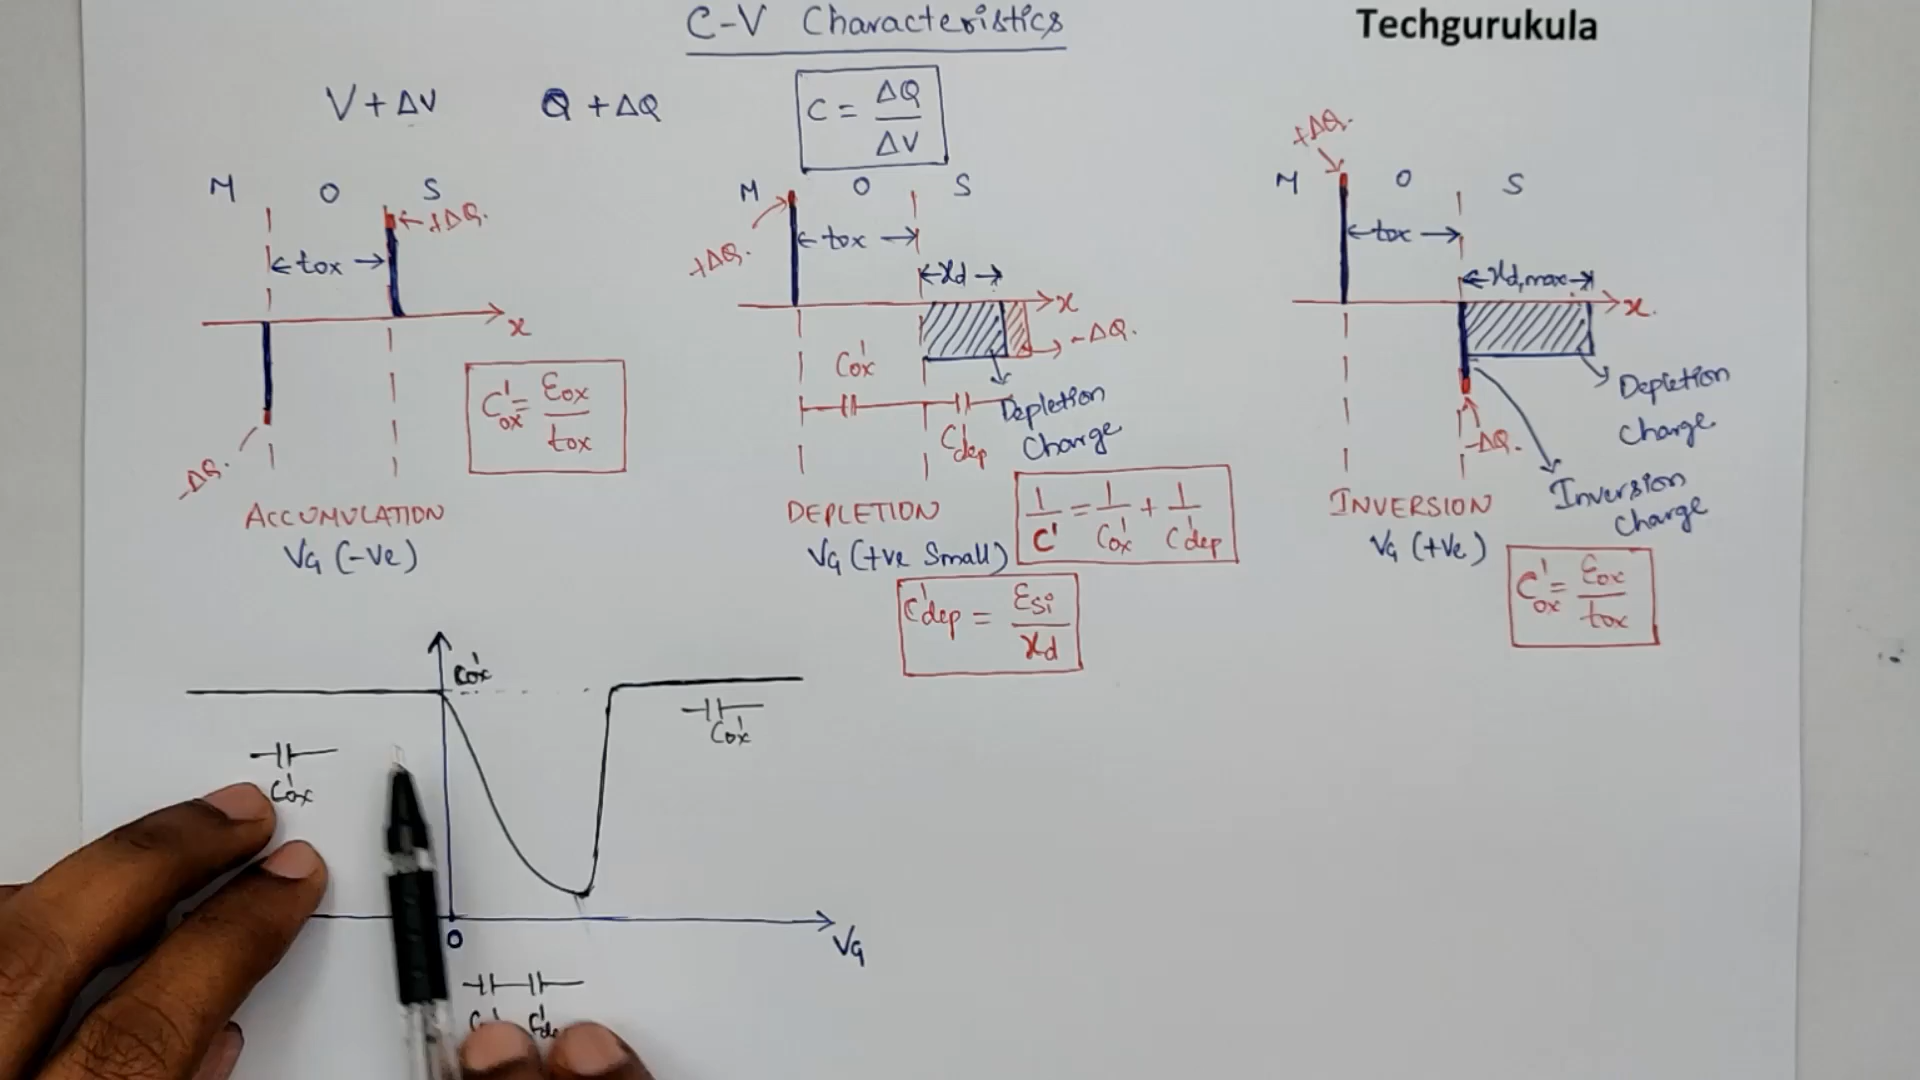 C-V Characteristics
Techgurukula
V + ΔV
Q + ΔQ
C = ΔQ / ΔV
M O S
←+ΔQ.
←tox→
x
-ΔQ.
C'ox = εox / tox
ACCUMULATION
VG (-ve)
M O S
+ΔQ.
←tox→
←xd→
x
-ΔQ.
C'ox
C'dep
Depletion
Charge
DEPLETION
VG (+ve Small)
1/C' = 1/C'ox + 1/C'dep
C'dep = εSi / xd
+ΔQ.
M O S
←tox→
←xd,max→
x.
-ΔQ.
Depletion
Charge
Inversion
Charge
INVERSION
VG (+ve)
C'ox = εox / tox
C'ox
C'ox
C'ox
0
VG